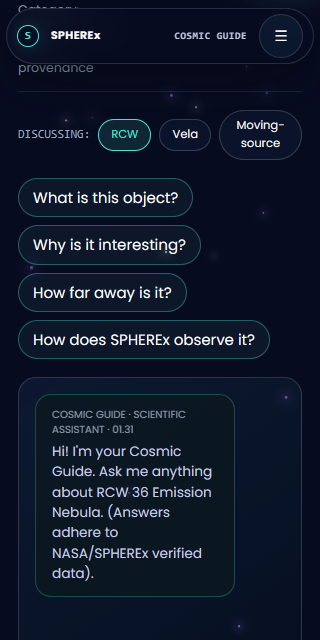 Category
S SPHEREx COSMIC GUIDE ☰
provenance
DISCUSSING: RCW Vela Moving-
source
What is this object?
Why is it interesting?
How far away is it?
How does SPHEREx observe it?
COSMIC GUIDE · SCIENTIFIC
ASSISTANT · 01.31
Hi! I'm your Cosmic
Guide. Ask me anything
about RCW 36 Emission
Nebula. (Answers
adhere to
NASA/SPHEREx verified
data).